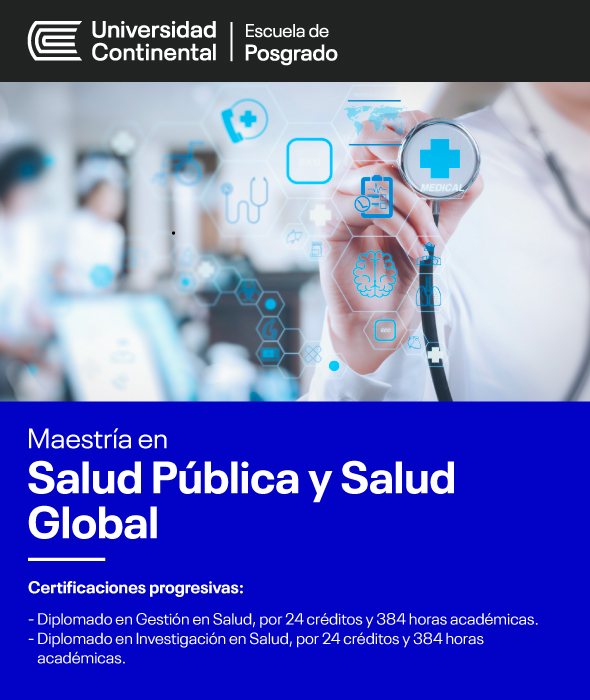 Universidad
Continental
Escuela de
Posgrado
MEDICAL
Maestría en
Salud Pública y Salud
Global
Certificaciones progresivas:
- Diplomado en Gestión en Salud, por 24 créditos y 384 horas académicas.
- Diplomado en Investigación en Salud, por 24 créditos y 384 horas
académicas.